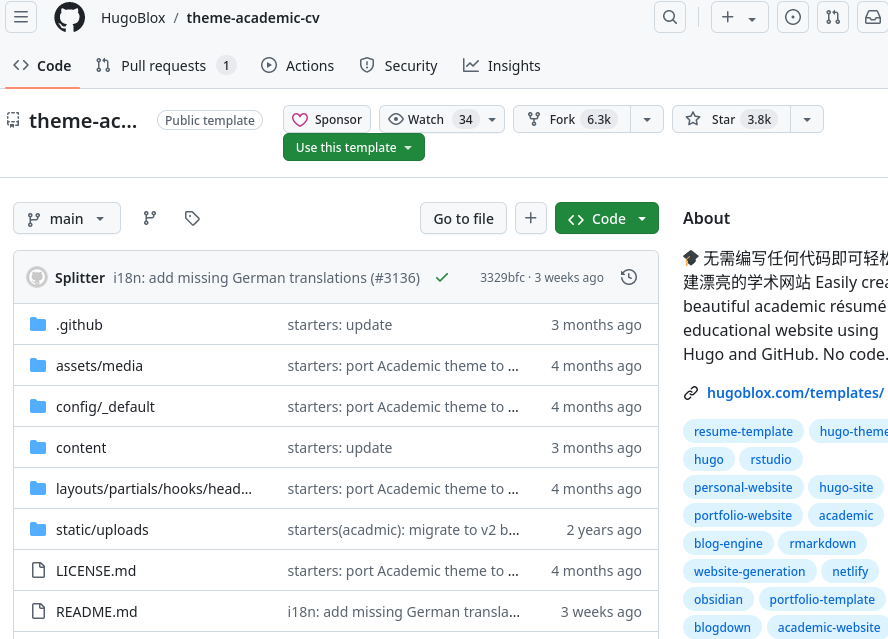 HugoBlox / theme-academic-cv
Code Pull requests 1 Actions Security Insights
theme-ac... Public template Sponsor Watch 34 Fork 6.3k Star 3.8k
Use this template
main Go to file Code
Splitter i18n: add missing German translations (#3136) 3329bfc · 3 weeks ago
.github starters: update 3 months ago
assets/media starters: port Academic theme to ... 4 months ago
config/_default starters: port Academic theme to ... 4 months ago
content starters: update 3 months ago
layouts/partials/hooks/head... starters: port Academic theme to ... 4 months ago
static/uploads starters(acadmic): migrate to v2 b... 2 years ago
LICENSE.md starters: port Academic theme to ... 4 months ago
README.md i18n: add missing German transla... 3 weeks ago
About
🎓 无需编写任何代码即可轻松
建漂亮的学术网站 Easily crea
beautiful academic résumé
educational website using
Hugo and GitHub. No code.
hugoblox.com/templates/
resume-template hugo-theme
hugo rstudio
personal-website hugo-site
portfolio-website academic
blog-engine rmarkdown
website-generation netlify
obsidian portfolio-template
blogdown academic-website